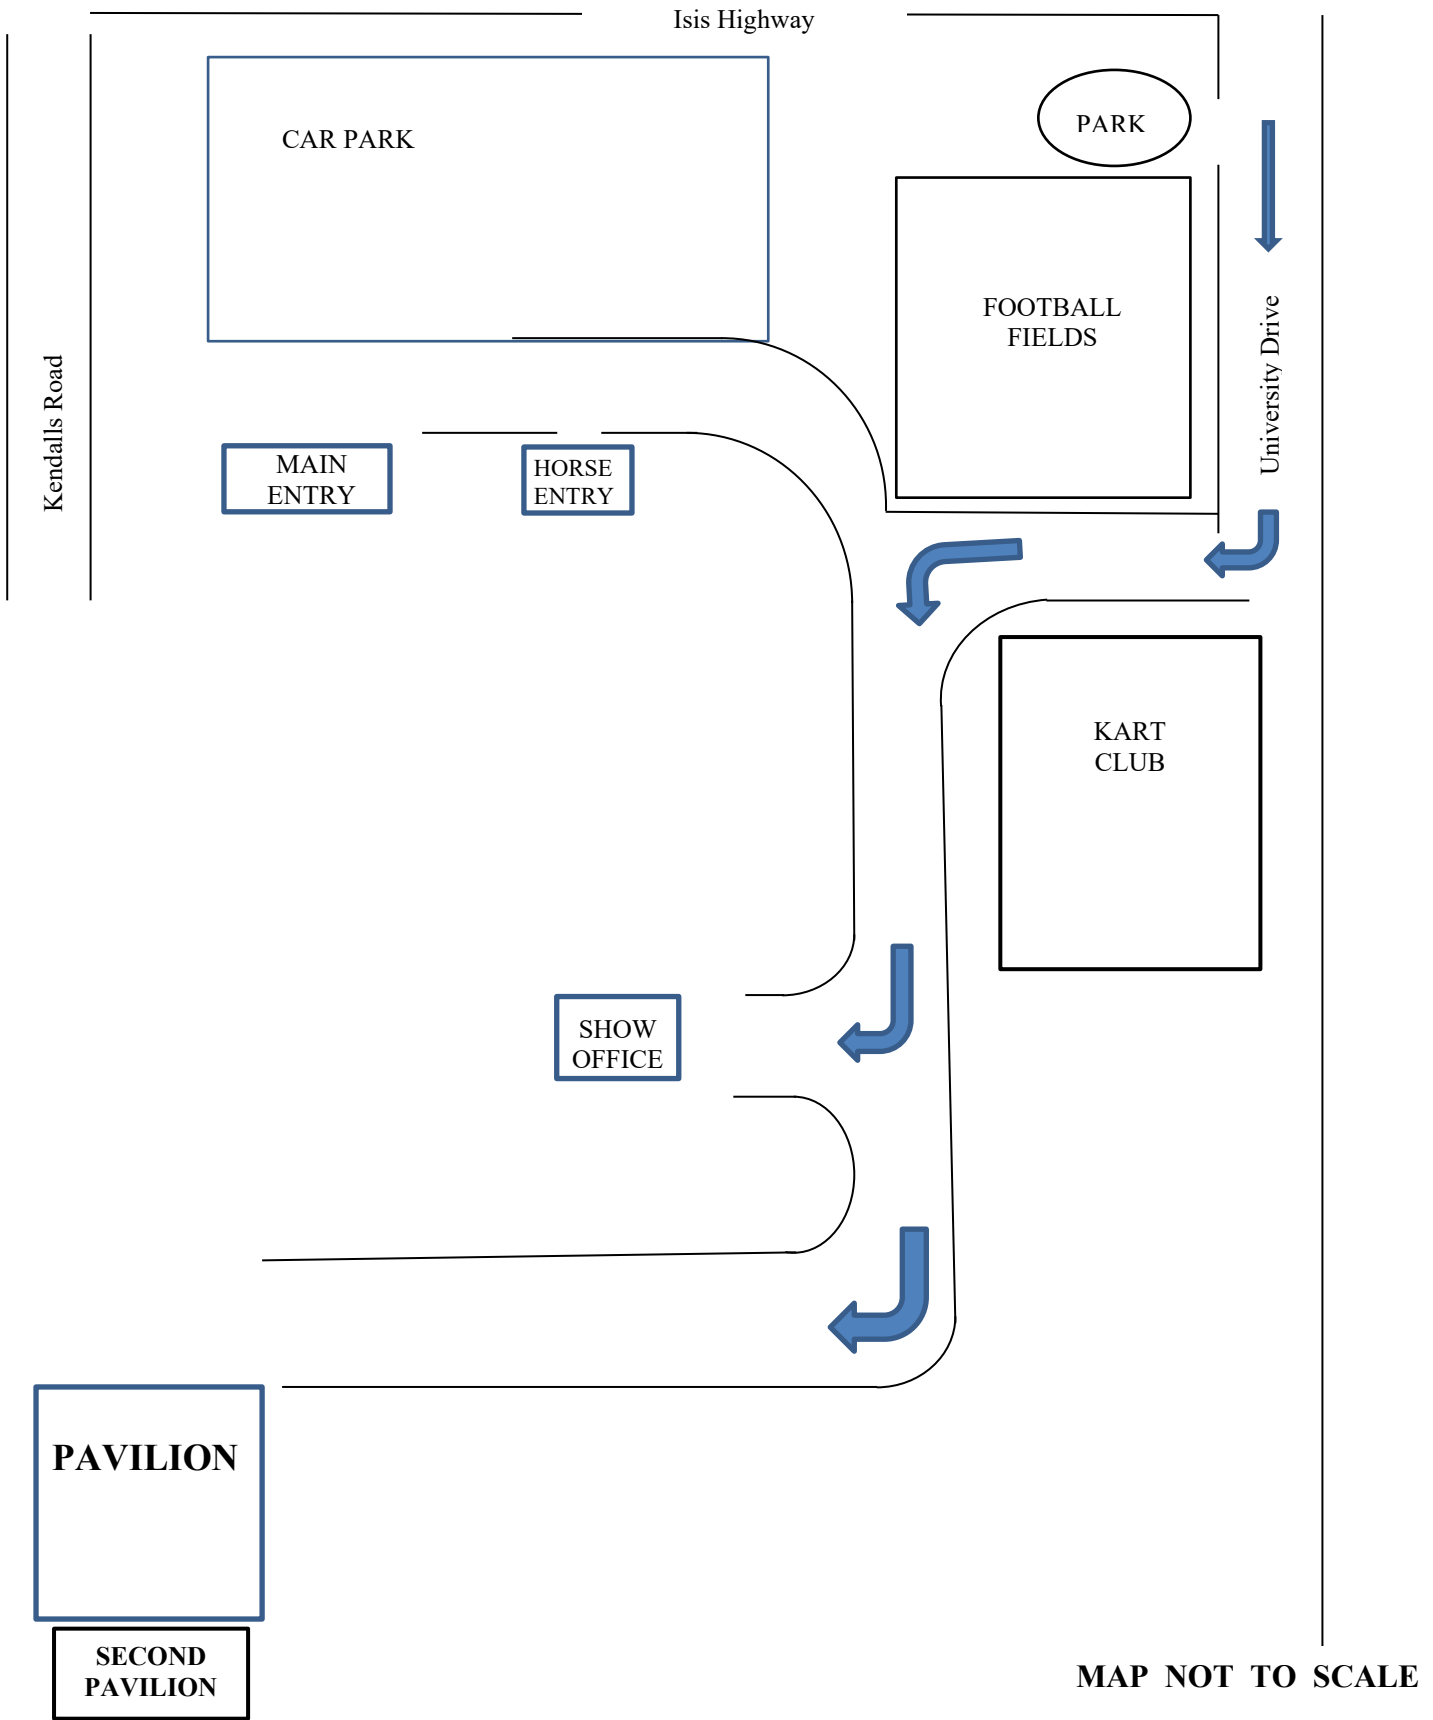 Isis Highway
PARK
CAR PARK
FOOTBALL
FIELDS
University Drive
Kendalls Road
MAIN
ENTRY
HORSE
ENTRY
KART
CLUB
SHOW
OFFICE
PAVILION
SECOND
PAVILION
MAP NOT TO SCALE